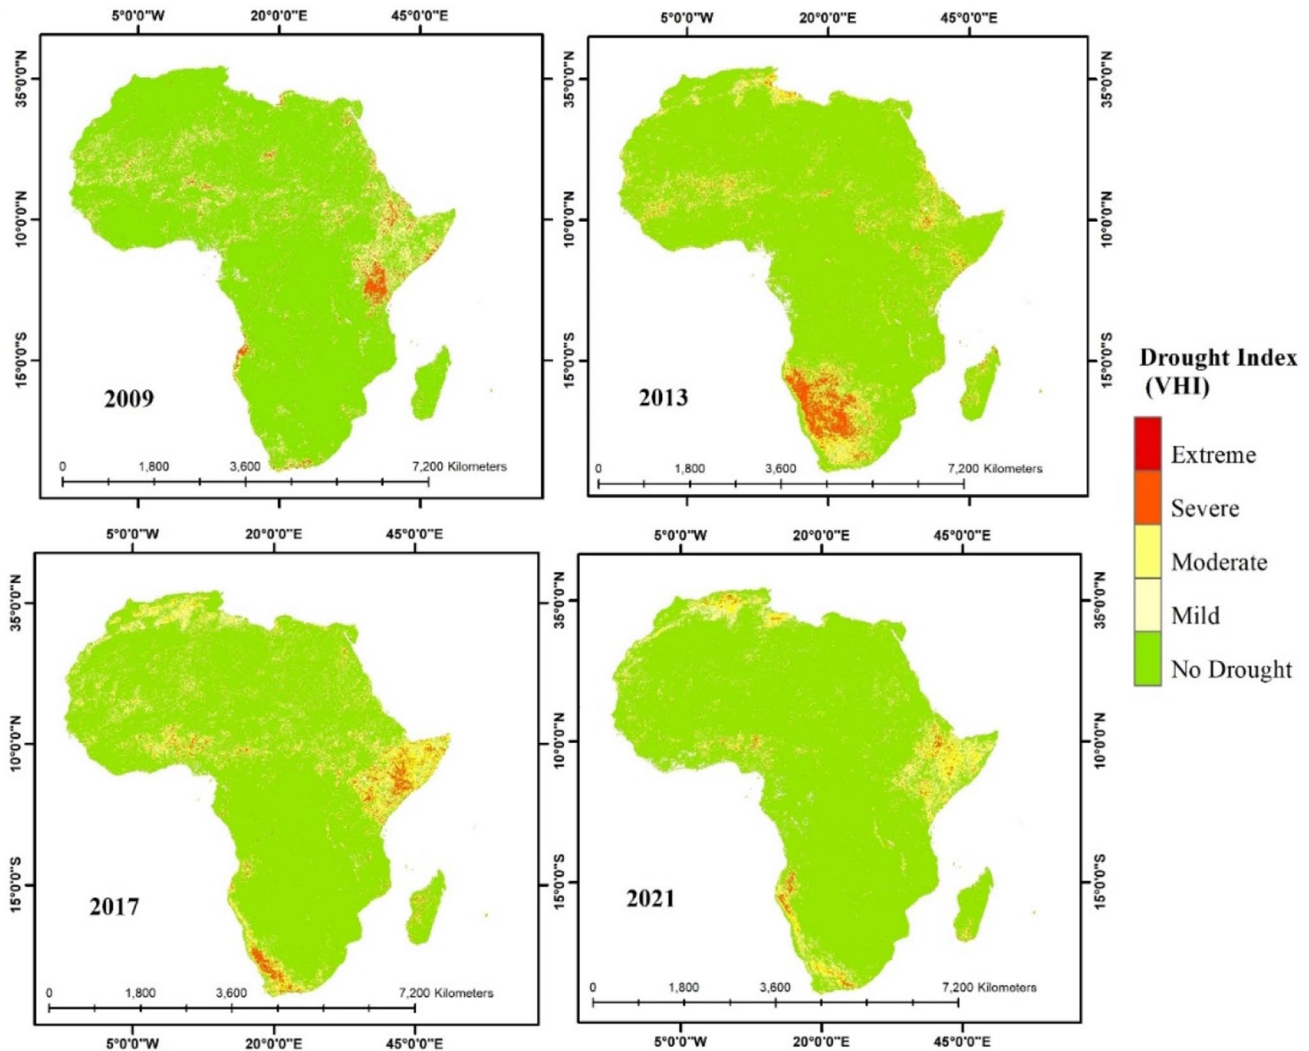 5°0'0"W 20°0'0"E 45°0'0"E
5°0'0"W 20°0'0"E 45°0'0"E
35°0'0"N
10°0'0"N
15°0'0"S
35°0'0"N
10°0'0"N
15°0'0"S
35°0'0"N
10°0'0"N
15°0'0"S
2009
0 1,800 3,600 7,200 Kilometers
2013
0 1,800 3,600 7,200 Kilometers
Drought Index
(VHI)
Extreme
Severe
Moderate
Mild
No Drought
5°0'0"W 20°0'0"E 45°0'0"E
5°0'0"W 20°0'0"E 45°0'0"E
35°0'0"N
10°0'0"N
15°0'0"S
35°0'0"N
10°0'0"N
15°0'0"S
35°0'0"N
10°0'0"N
15°0'0"S
2017
0 1,800 3,600 7,200 Kilometers
2021
0 1,800 3,600 7,200 Kilometers
5°0'0"W 20°0'0"E 45°0'0"E
5°0'0"W 20°0'0"E 45°0'0"E